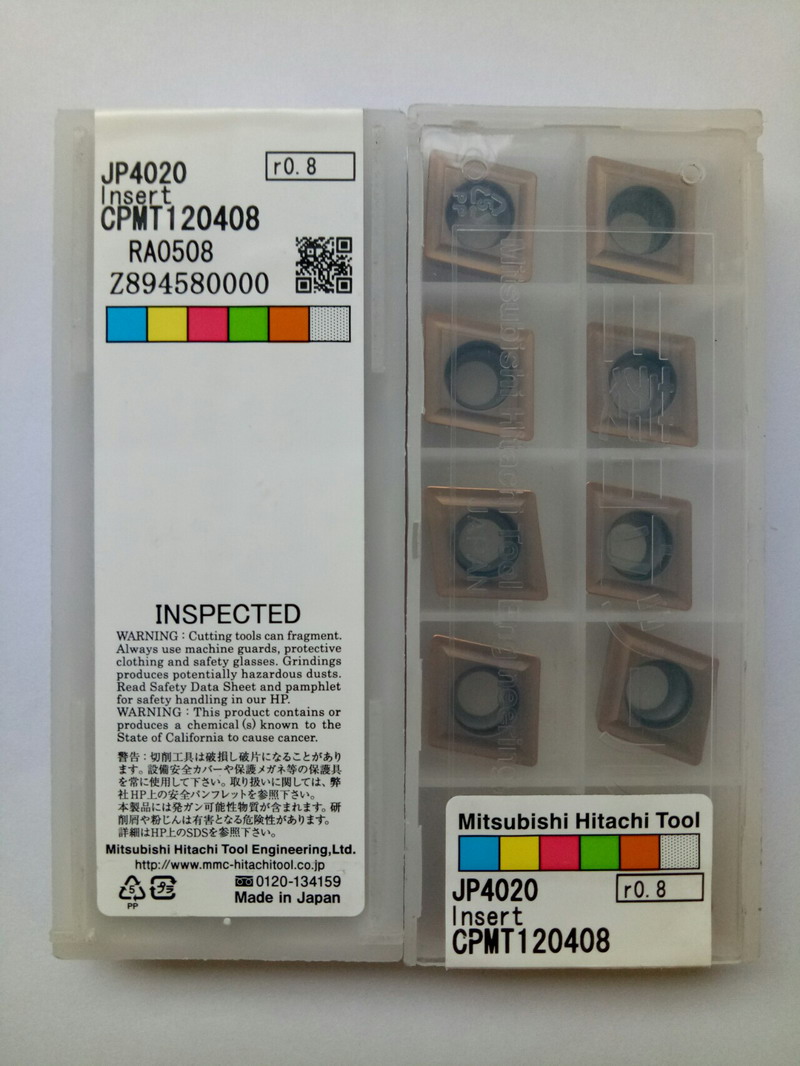 JP4020
r0.8
Insert
CPMT120408
RA0508
Z894580000
INSPECTED
WARNING : Cutting tools can fragment.
Always use machine guards, protective
clothing and safety glasses. Grindings
produces potentially hazardous dusts.
Read Safety Data Sheet and pamphlet
for safety handling in our HP.
WARNING : This product contains or
produces a chemical (s) known to the
State of California to cause cancer.
警告：切削工具は破損し破片になることがあり
ます。設備安全カバーや保護メガネ等の保護具
を常に使用して下さい。取り扱いに関しては、弊
社HP上の安全パンフレットを参照下さい。
本製品には発ガン可能性物質が含まれます。研
削屑や粉じんは有害となる危険性があります。
詳細はHP上のSDSを参照下さい。
Mitsubishi Hitachi Tool Engineering,Ltd.
http://www.mmc-hitachitool.co.jp
0120-134159
Made in Japan
5
PP
プラ
5
PP
Mitsubishi Hitachi Tool Engineering
Mitsubishi Hitachi Tool
JP4020
r0.8
Insert
CPMT120408